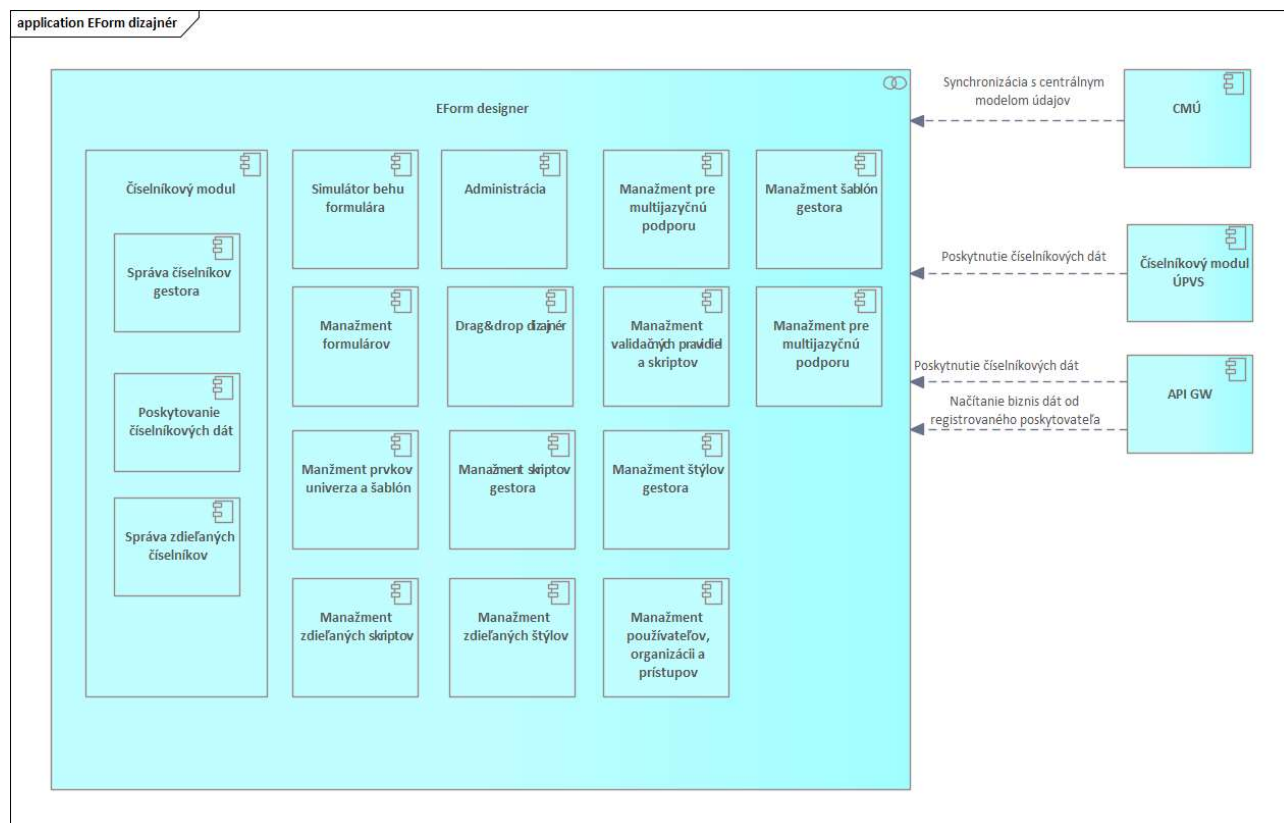 application EForm dizajnér
EForm designer
Číselníkový modul
Správa číselníkov
gestora
Poskytovanie
číselníkových dát
Správa zdieľaných
číselníkov
Simulátor behu
formulára
Administrácia
Manažment pre
multijazyčnú
podporu
Manažment šablón
gestora
Manažment
formulárov
Drag&drop dizajnér
Manažment
validačných pravidiel
a skriptov
Manažment pre
multijazyčnú
podporu
Manžment prvkov
univerza a šablón
Manažment skriptov
gestora
Manažment štýlov
gestora
Manažment
zdieľaných skriptov
Manažment
zdieľaných štýlov
Manažment
používateľov,
organizácii a
prístupov
Synchronizácia s centrálnym
modelom údajov
CMÚ
Poskytnutie číselníkových dát
Číselníkový modul
ÚPVS
Poskytnutie číselníkových dát
Načítanie biznis dát od
registrovaného poskytovateľa
API GW